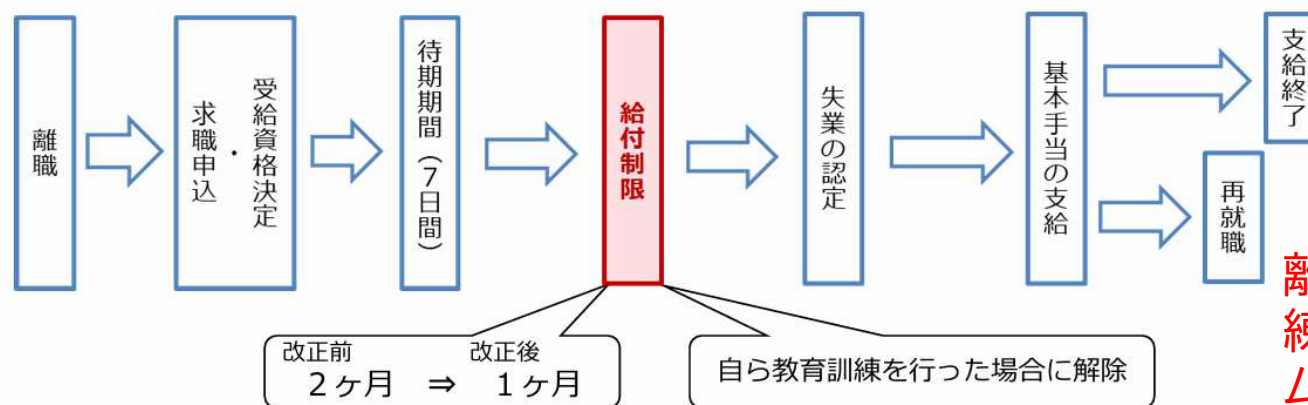 離職
受給資格決定
・
求職申込
待期期間（７日間）
給付制限
失業の認定
基本手当の支給
支給終了
再就職
改正前 改正後
２ヶ月 ⇒ １ヶ月
自ら教育訓練を行った場合に解除
離
練
ム